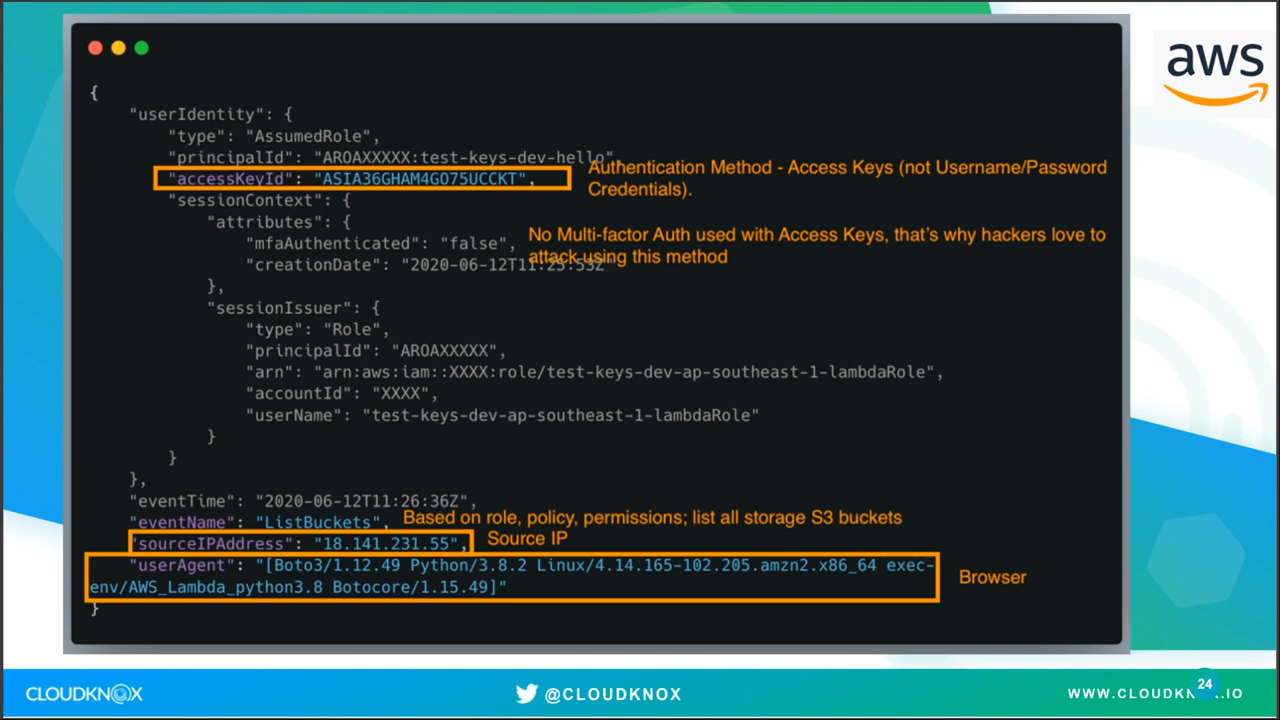 aws
{
"userIdentity": {
"type": "AssumedRole",
"principalId": "AROAXXXXX:test-keys-dev-hello",
"accessKeyId": "ASIA36GHAM4GO75UCCKT",
Authentication Method - Access Keys (not Username/Password
Credentials).
"sessionContext": {
"attributes": {
"mfaAuthenticated": "false",
No Multi-factor Auth used with Access Keys, that's why hackers love to
attack using this method
"creationDate": "2020-06-12T11:25:53Z"
},
"sessionIssuer": {
"type": "Role",
"principalId": "AROAXXXXX",
"arn": "arn:aws:iam::XXXX:role/test-keys-dev-ap-southeast-1-lambdaRole",
"accountId": "XXXX",
"userName": "test-keys-dev-ap-southeast-1-lambdaRole"
}
}
},
"eventTime": "2020-06-12T11:26:36Z",
"eventName": "ListBuckets",
Based on role, policy, permissions; list all storage S3 buckets
"sourceIPAddress": "18.141.231.55",
Source IP
"userAgent": "[Boto3/1.12.49 Python/3.8.2 Linux/4.14.165-102.205.amzn2.x86_64 exec-
env/AWS_Lambda_python3.8 Botocore/1.15.49]"
Browser
}
CLOUDKNOX
@CLOUDKNOX
24